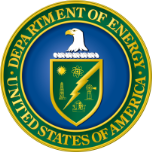 DEPARTMENT OF ENERGY
UNITED STATES OF AMERICA